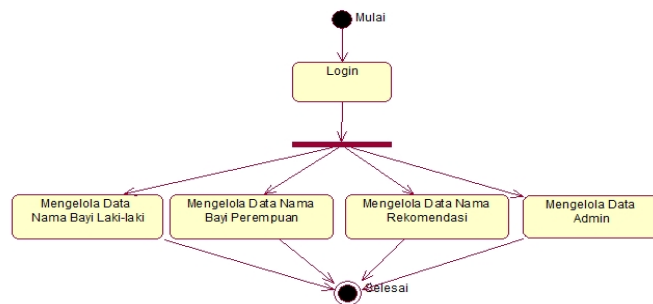 Mulai
Login
Mengelola Data
Nama Bayi Laki-laki
Mengelola Data Nama
Bayi Perempuan
Mengelola Data Nama
Rekomendasi
Mengelola Data
Admin
Selesai